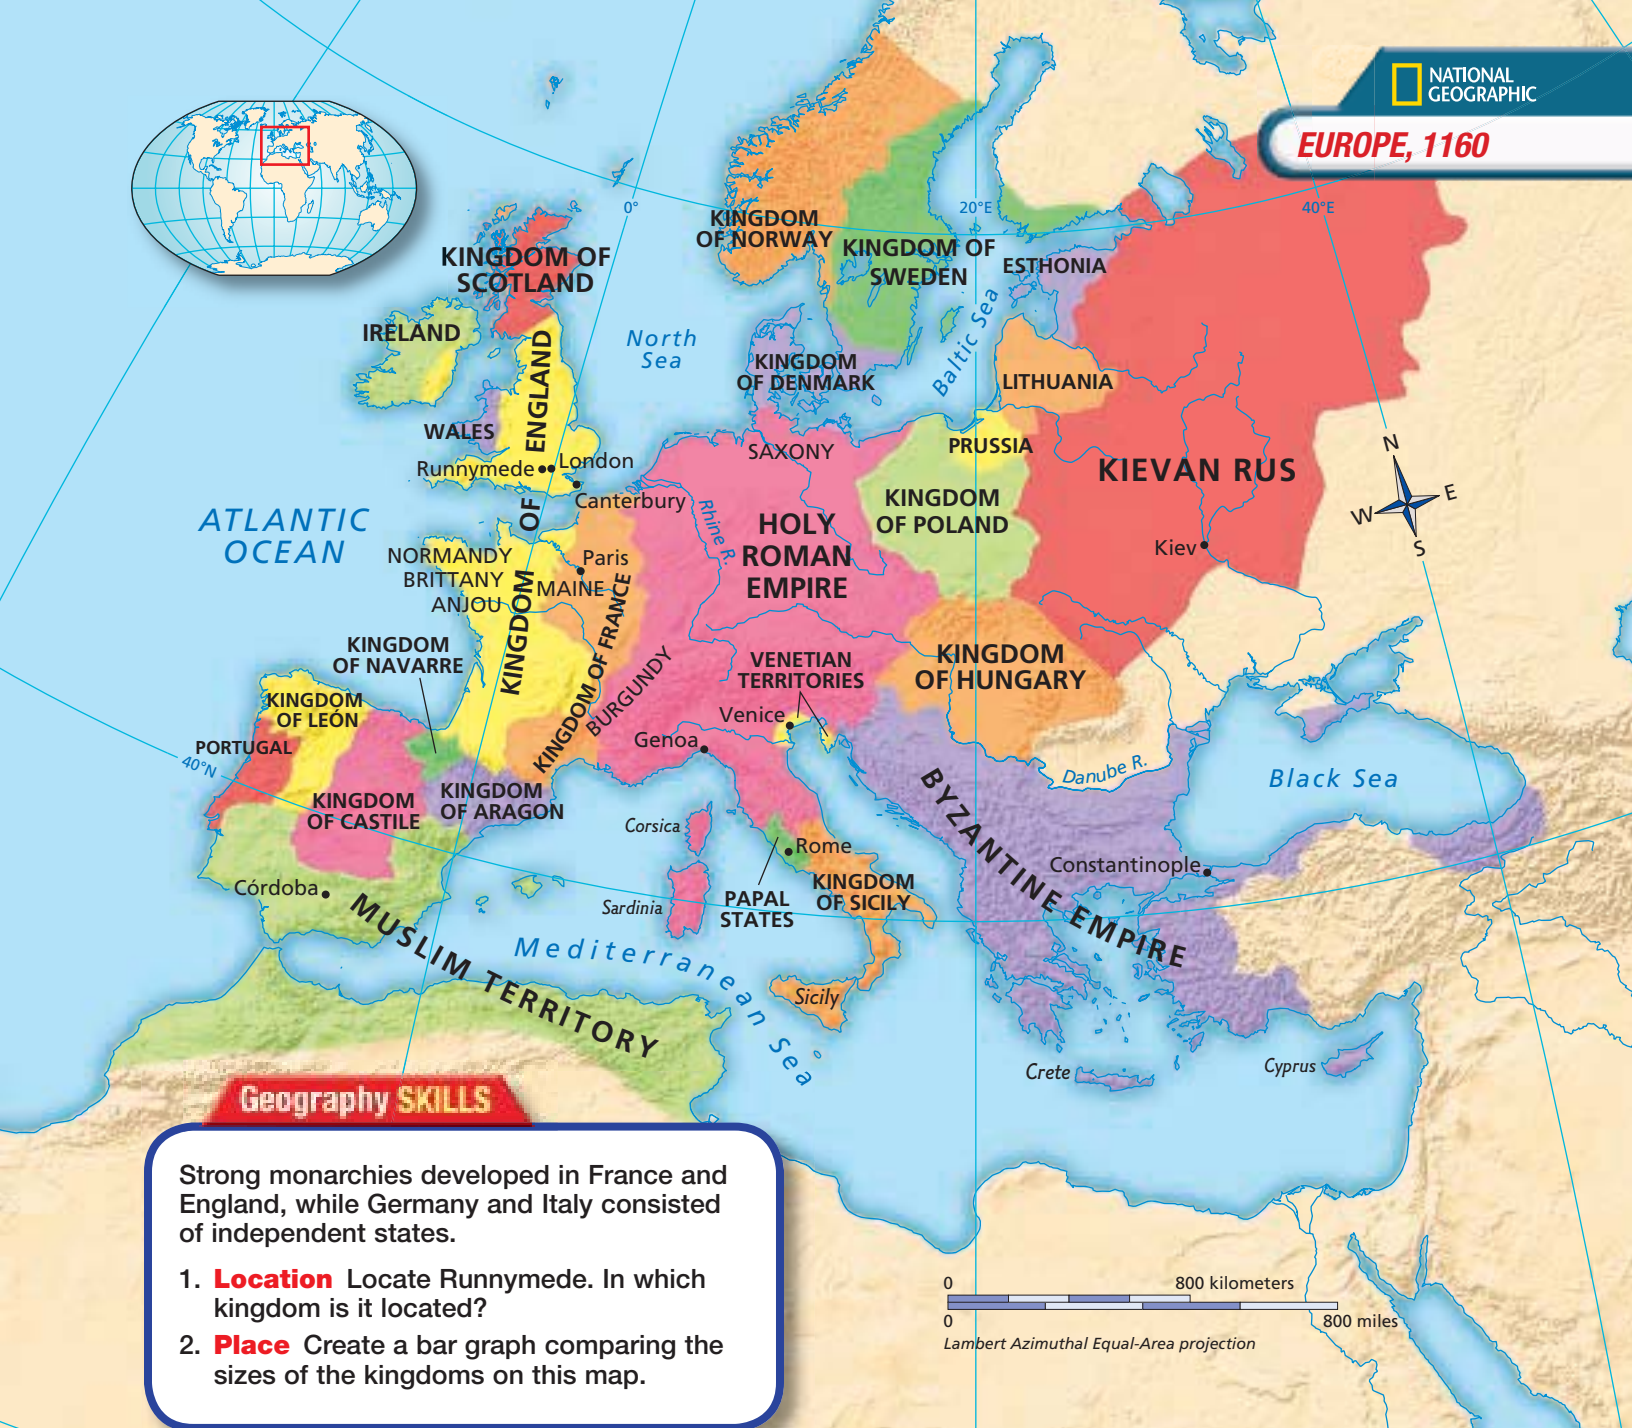 NATIONAL
GEOGRAPHIC
EUROPE, 1160
0°
20°E
40°E
KINGDOM
OF NORWAY
KINGDOM OF
SWEDEN
ESTHONIA
KINGDOM OF
SCOTLAND
IRELAND
North
Sea
Baltic Sea
KINGDOM
OF DENMARK
LITHUANIA
WALES
KINGDOM OF ENGLAND
Runnymede
London
Canterbury
SAXONY
PRUSSIA
KIEVAN RUS
Kiev
N
E
W
S
KINGDOM
OF POLAND
HOLY
ROMAN
EMPIRE
Rhine R.
ATLANTIC
OCEAN
NORMANDY
BRITTANY
ANJOU
MAINE
Paris
KINGDOM OF FRANCE
BURGUNDY
KINGDOM
OF NAVARRE
VENETIAN
TERRITORIES
Venice
Genoa
KINGDOM
OF HUNGARY
KINGDOM
OF LEÓN
PORTUGAL
40°N
KINGDOM
OF CASTILE
KINGDOM
OF ARAGON
Danube R.
Black Sea
BYZANTINE EMPIRE
Constantinople
Corsica
Sardinia
Rome
PAPAL
STATES
KINGDOM
OF SICILY
Sicily
Córdoba
MUSLIM TERRITORY
Mediterranean Sea
Crete
Cyprus
Geography SKILLS
Strong monarchies developed in France and
England, while Germany and Italy consisted
of independent states.
1. Location Locate Runnymede. In which
kingdom is it located?
2. Place Create a bar graph comparing the
sizes of the kingdoms on this map.
0
800 kilometers
0
800 miles
Lambert Azimuthal Equal-Area projection